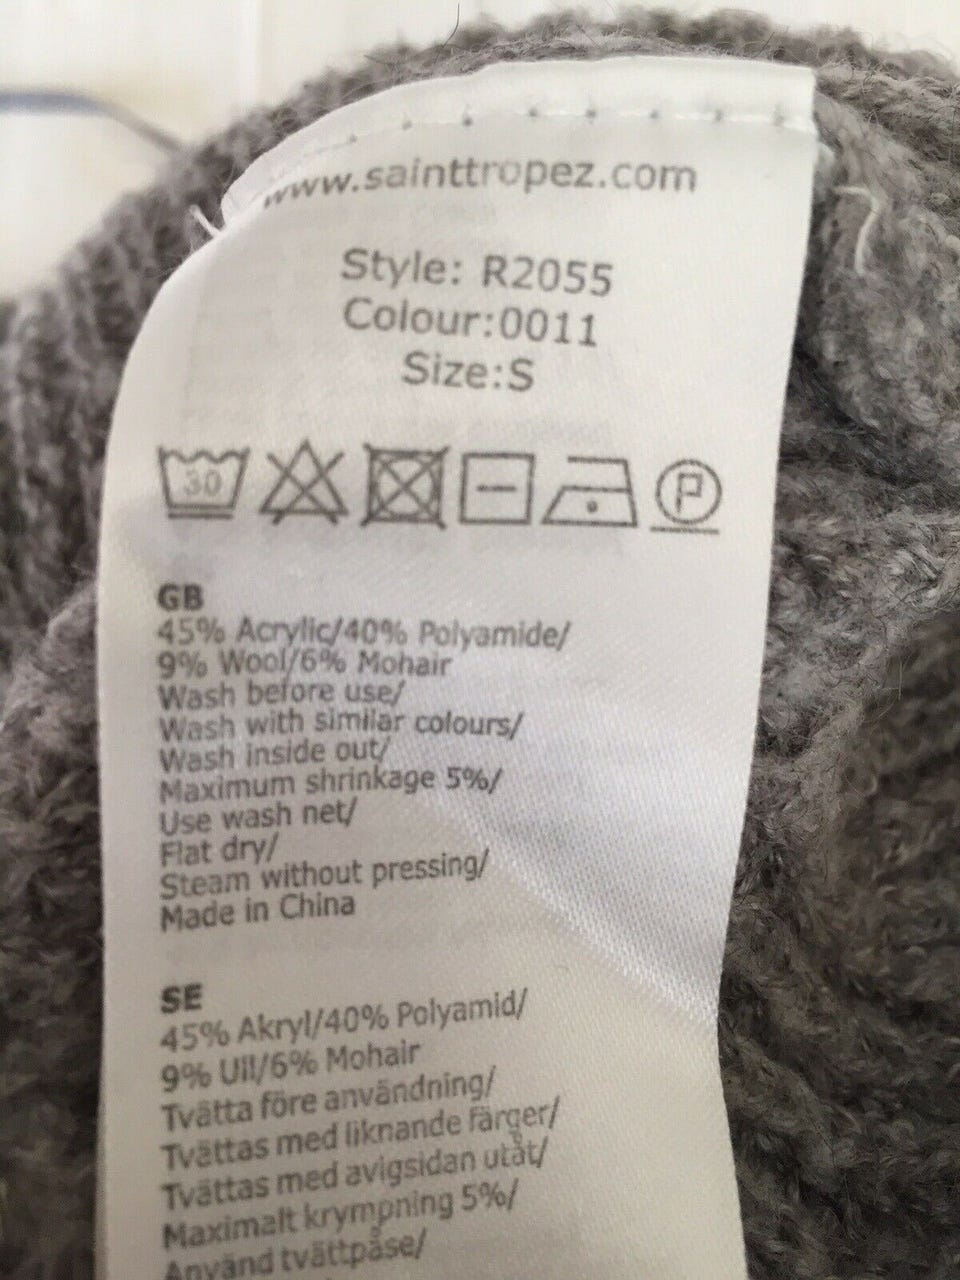 www.sainttropez.com
Style: R2055
Colour:0011
Size:S
30 P
GB
45% Acrylic/40% Polyamide/
9% Wool/6% Mohair
Wash before use/
Wash with similar colours/
Wash inside out/
Maximum shrinkage 5%/
Use wash net/
Flat dry/
Steam without pressing/
Made in China
SE
45% Akryl/40% Polyamid/
9% Ull/6% Mohair
Tvätta före användning/
Tvättas med liknande färger/
Tvättas med avigsidan utåt/
Maximalt krympning 5%/
Använd tvättpåse/